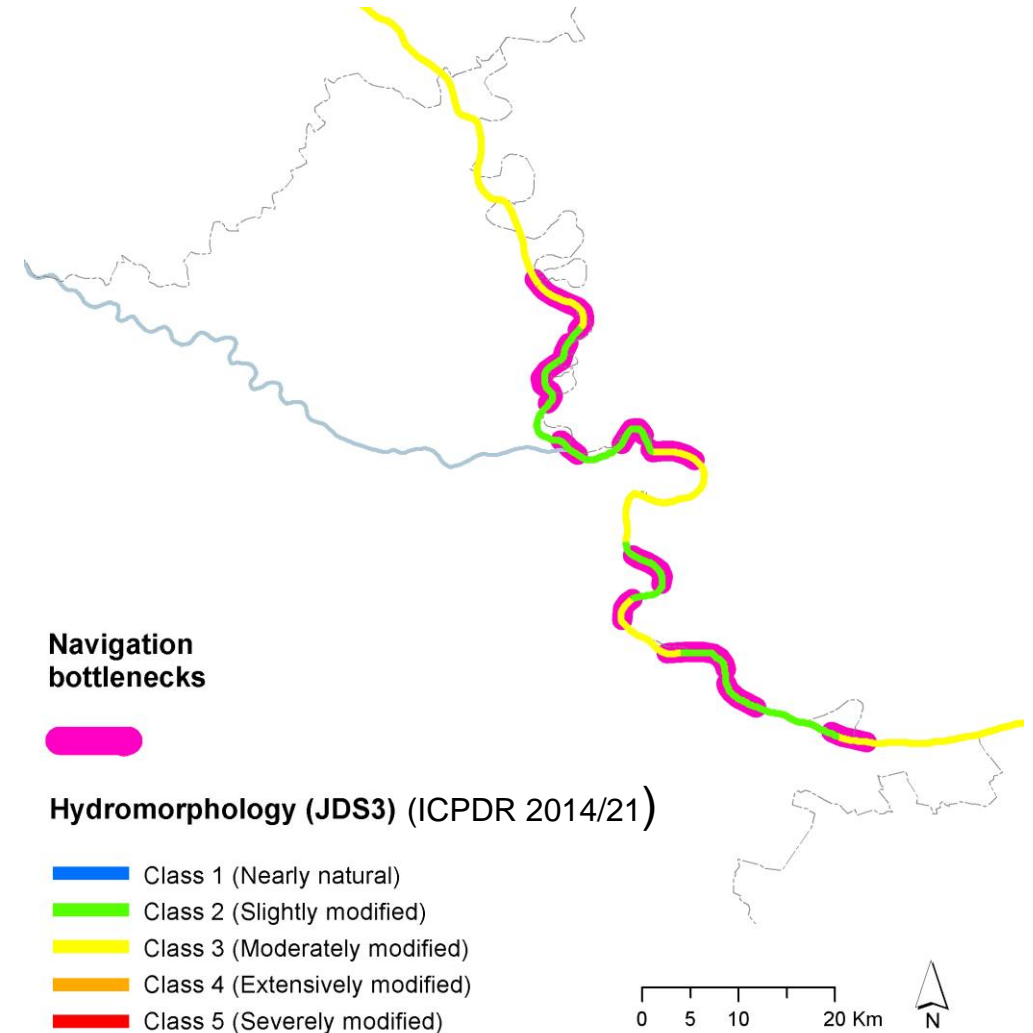 Navigation
bottlenecks
Hydromorphology (JDS3) (ICPDR 2014/21)
Class 1 (Nearly natural)
Class 2 (Slightly modified)
Class 3 (Moderately modified)
Class 4 (Extensively modified)
Class 5 (Severely modified)
0 5 10 20 Km
N